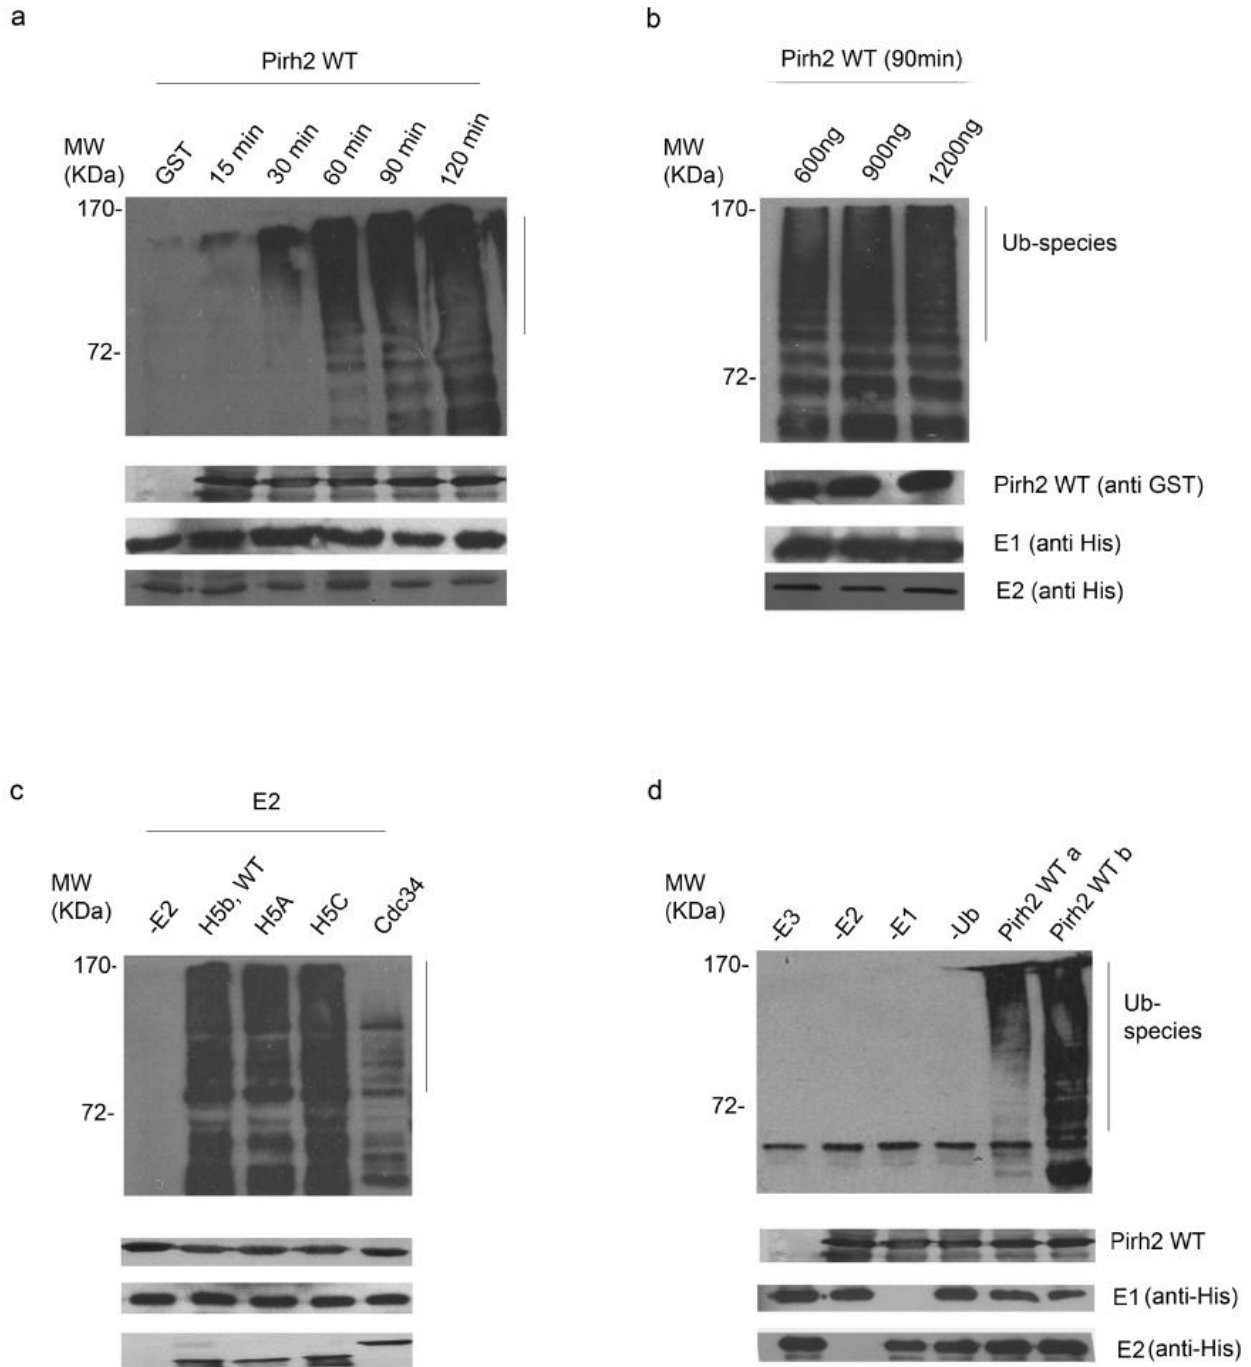 a
Pirh2 WT
MW
(KDa)
GST
15 min
30 min
60 min
90 min
120 min
170-
72-
b
Pirh2 WT (90min)
MW
(KDa)
600ng
900ng
1200ng
170-
72-
Ub-species
Pirh2 WT (anti GST)
E1 (anti His)
E2 (anti His)
c
E2
MW
(KDa)
-E2
H5b, WT
H5A
H5C
Cdc34
170-
72-
d
MW
(KDa)
-E3
-E2
-E1
-Ub
Pirh2 WT a
Pirh2 WT b
170-
72-
Ub-
species
Pirh2 WT
E1 (anti-His)
E2 (anti-His)